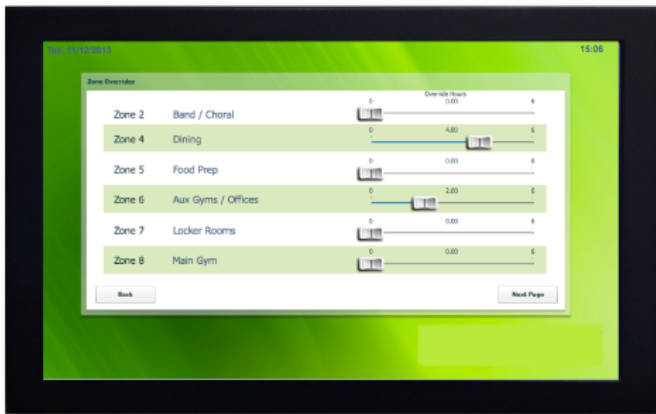 Tue, 11/12/2013 15:06
Zone Overrides
Override Hours
0 0.00 6
Zone 2 Band / Choral
0 4.00 6
Zone 4 Dining
0 0.00 6
Zone 5 Food Prep
0 2.00 6
Zone 6 Aux Gyms / Offices
0 0.00 6
Zone 7 Locker Rooms
0 0.00 6
Zone 8 Main Gym
Back Next Page